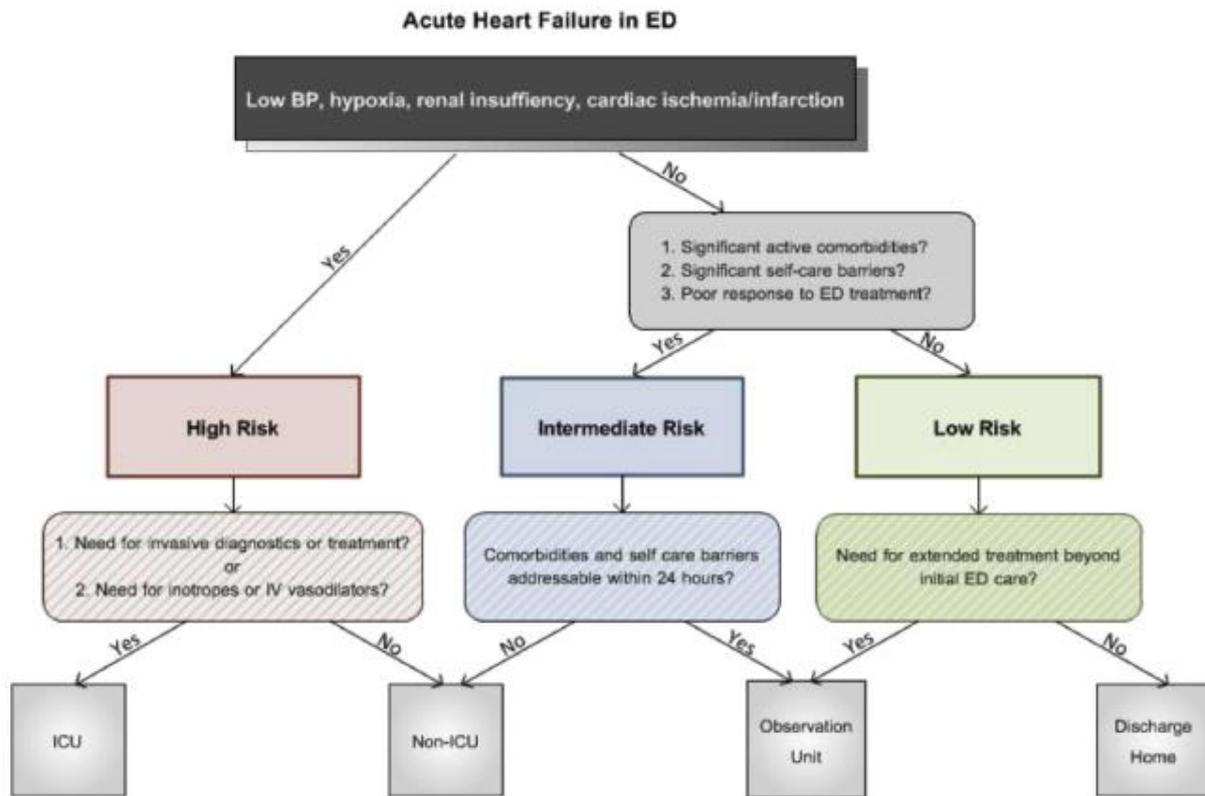 Acute Heart Failure in ED
Low BP, hypoxia, renal insuffiency, cardiac ischemia/infarction
Yes
No
1. Significant active comorbidities?
2. Significant self-care barriers?
3. Poor response to ED treatment?
Yes
No
High Risk
Intermediate Risk
Low Risk
1. Need for invasive diagnostics or treatment?
or
2. Need for inotropes or IV vasodilators?
Comorbidities and self care barriers
addressable within 24 hours?
Need for extended treatment beyond
initial ED care?
Yes
No
No
Yes
Yes
No
ICU
Non-ICU
Observation
Unit
Discharge
Home